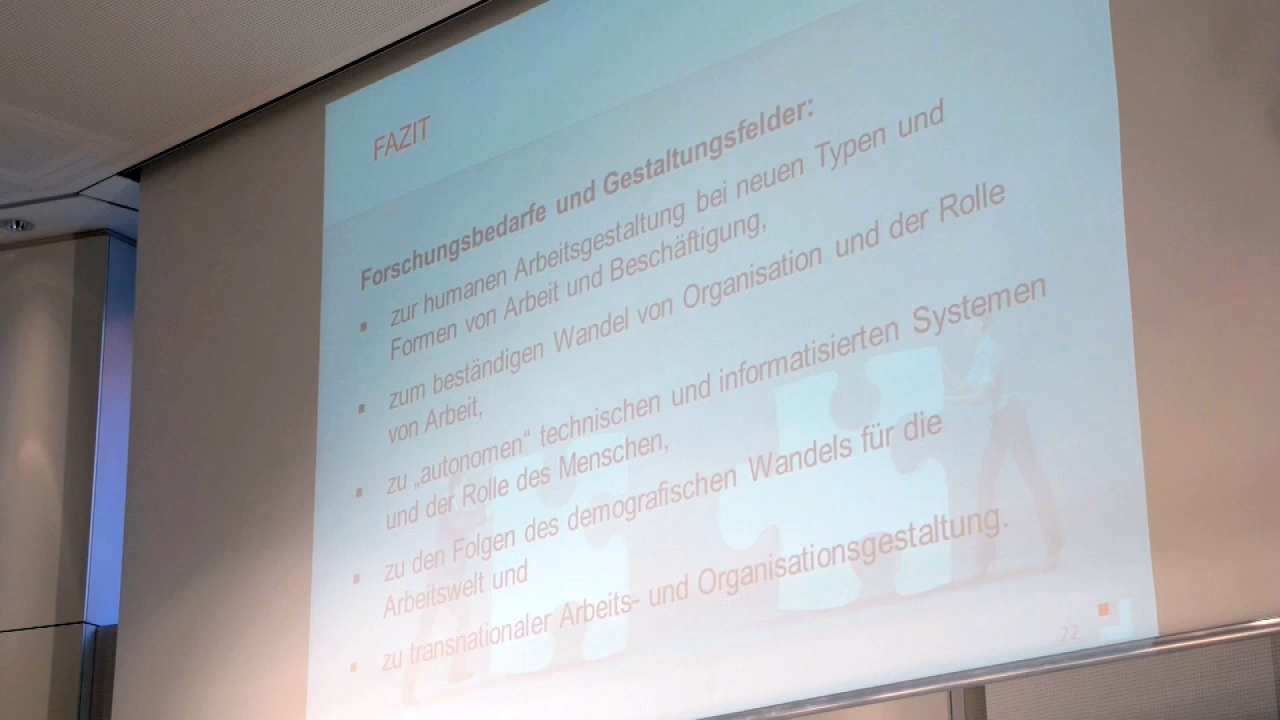 FAZIT
Forschungsbedarfe und Gestaltungsfelder:
▪ zur humanen Arbeitsgestaltung bei neuen Typen und
Formen von Arbeit und Beschäftigung,
▪ zum beständigen Wandel von Organisation und der Rolle
von Arbeit,
▪ zu „autonomen“ technischen und informatisierten Systemen
und der Rolle des Menschen,
▪ zu den Folgen des demografischen Wandels für die
Arbeitswelt und
▪ zu transnationaler Arbeits- und Organisationsgestaltung.
22